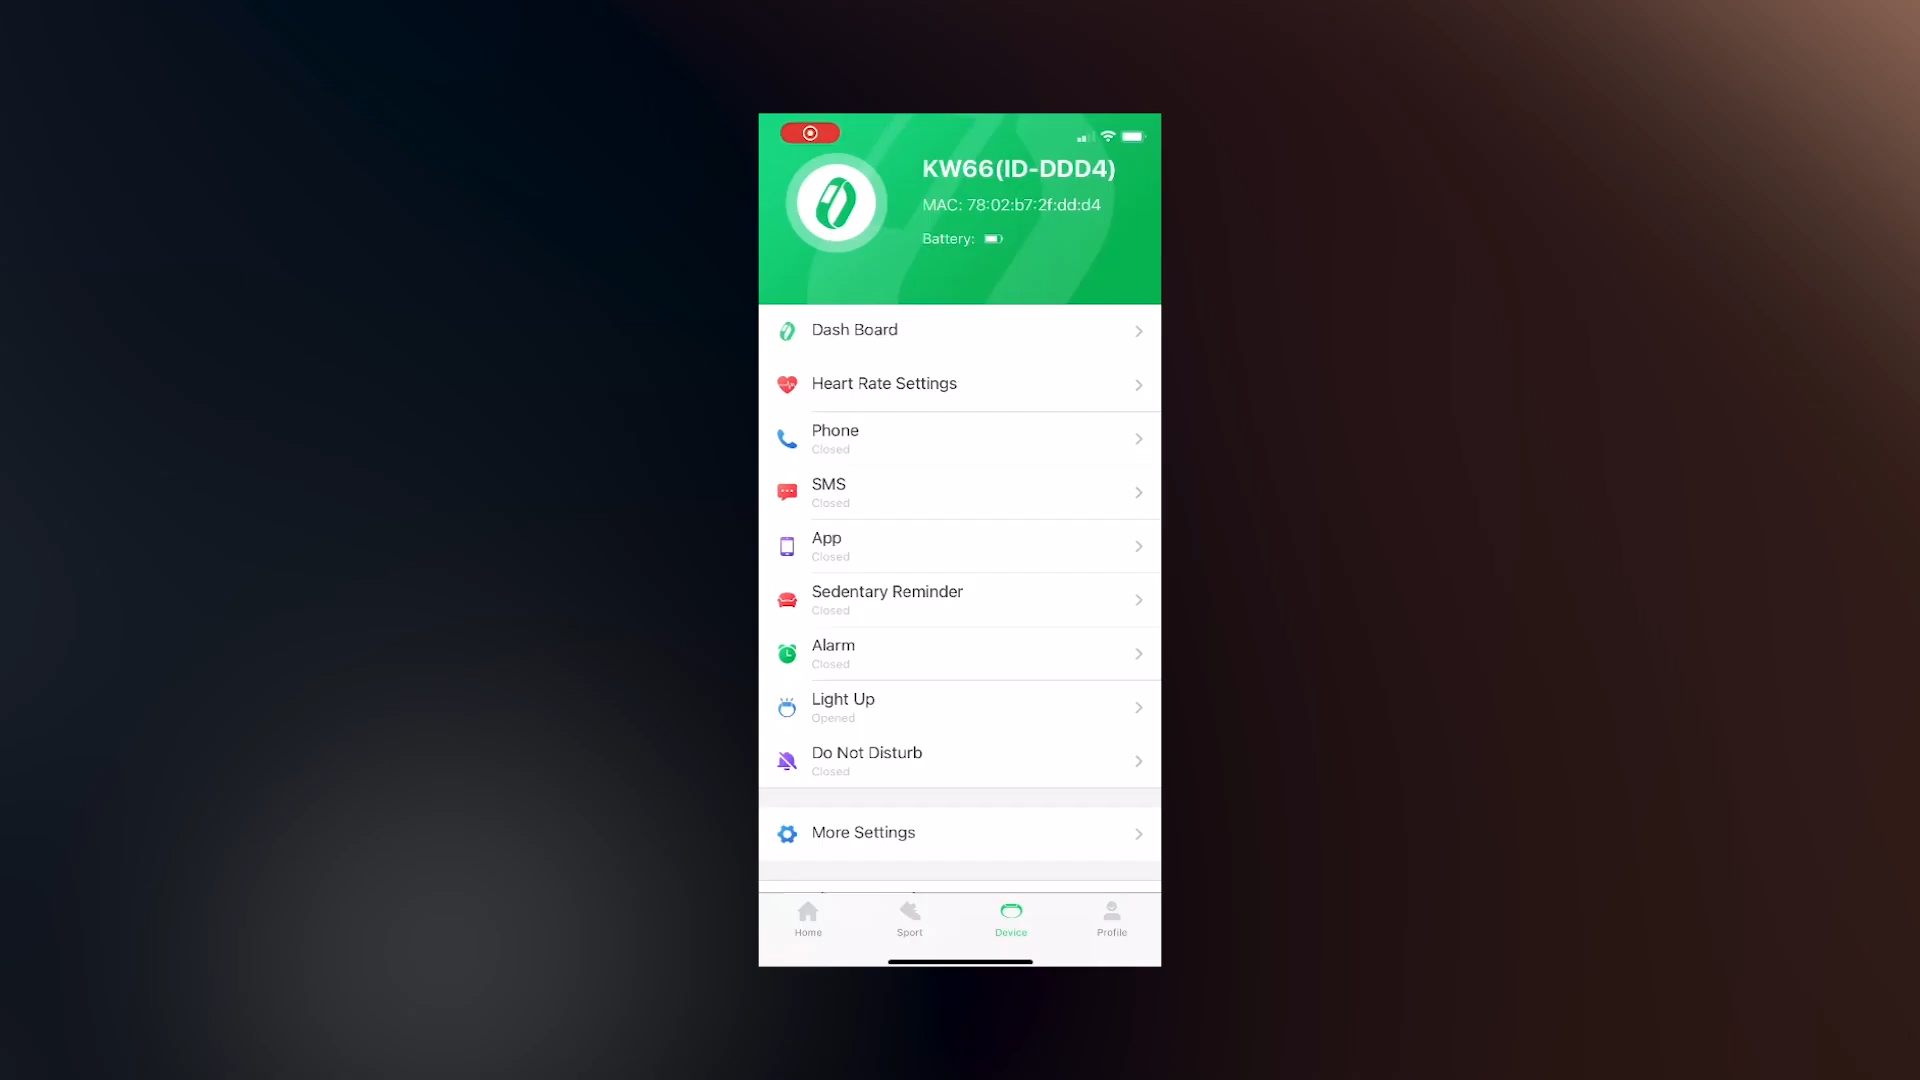 KW66(ID-DDD4)
MAC: 78:02:b7:2f:dd:d4
Battery:
Dash Board
Heart Rate Settings
Phone
Closed
SMS
Closed
App
Closed
Sedentary Reminder
Closed
Alarm
Closed
Light Up
Opened
Do Not Disturb
Closed
More Settings
Home
Sport
Device
Profile